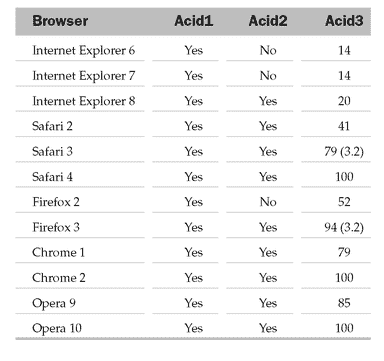 Browser Acid1 Acid2 Acid3
Internet Explorer 6 Yes No 14
Internet Explorer 7 Yes No 14
Internet Explorer 8 Yes Yes 20
Safari 2 Yes Yes 41
Safari 3 Yes Yes 79 (3.2)
Safari 4 Yes Yes 100
Firefox 2 Yes No 52
Firefox 3 Yes Yes 94 (3.2)
Chrome 1 Yes Yes 79
Chrome 2 Yes Yes 100
Opera 9 Yes Yes 85
Opera 10 Yes Yes 100